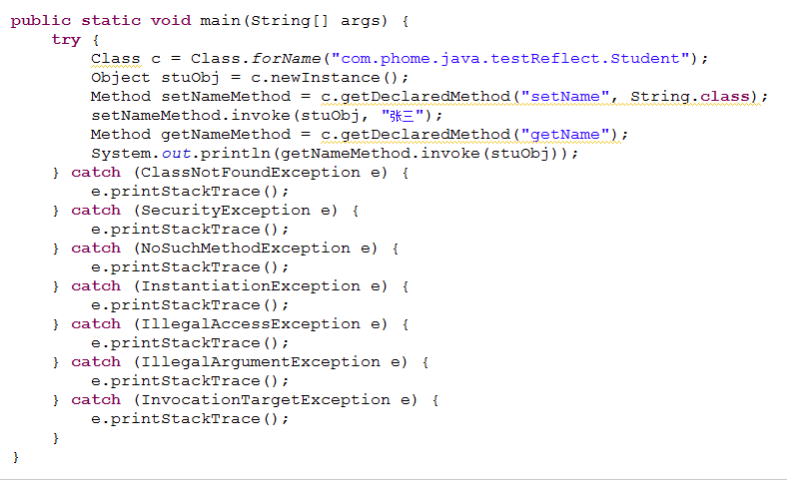 public static void main(String[] args) {
    try {
        Class c = Class.forName("com.phome.java.testReflect.Student");
        Object stuObj = c.newInstance();
        Method setNameMethod = c.getDeclaredMethod("setName", String.class);
        setNameMethod.invoke(stuObj, "张三");
        Method getNameMethod = c.getDeclaredMethod("getName");
        System.out.println(getNameMethod.invoke(stuObj));
    } catch (ClassNotFoundException e) {
        e.printStackTrace();
    } catch (SecurityException e) {
        e.printStackTrace();
    } catch (NoSuchMethodException e) {
        e.printStackTrace();
    } catch (InstantiationException e) {
        e.printStackTrace();
    } catch (IllegalAccessException e) {
        e.printStackTrace();
    } catch (IllegalArgumentException e) {
        e.printStackTrace();
    } catch (InvocationTargetException e) {
        e.printStackTrace();
    }
}